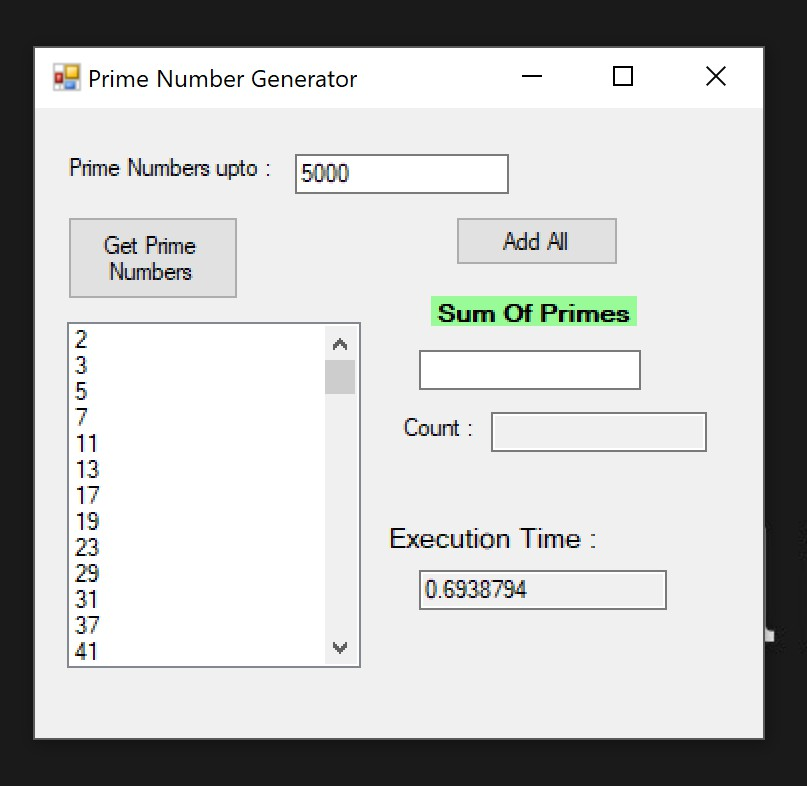 Prime Number Generator
Prime Numbers upto :
5000
Get Prime
Numbers
Add All
Sum Of Primes
2
3
5
7
11
13
17
19
23
29
31
37
41
Count :
Execution Time :
0.6938794